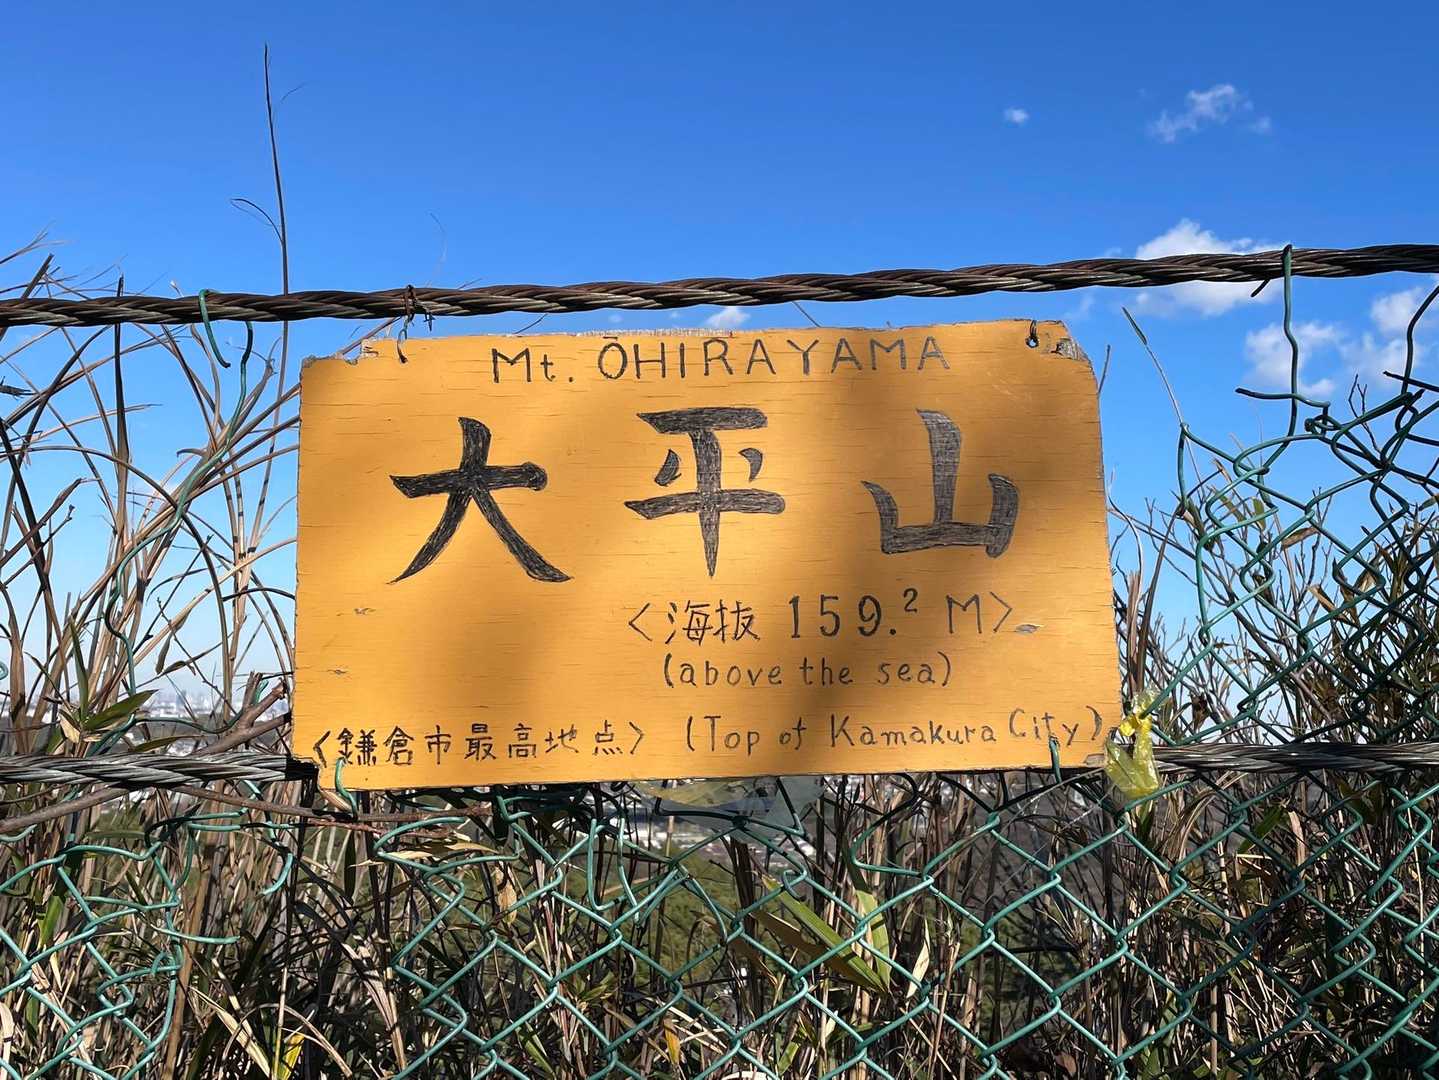 Mt. ŌHIRAYAMA
大平山
〈海抜 159.² M〉
(above the sea)
〈鎌倉市最高地点〉 (Top of Kamakura City)